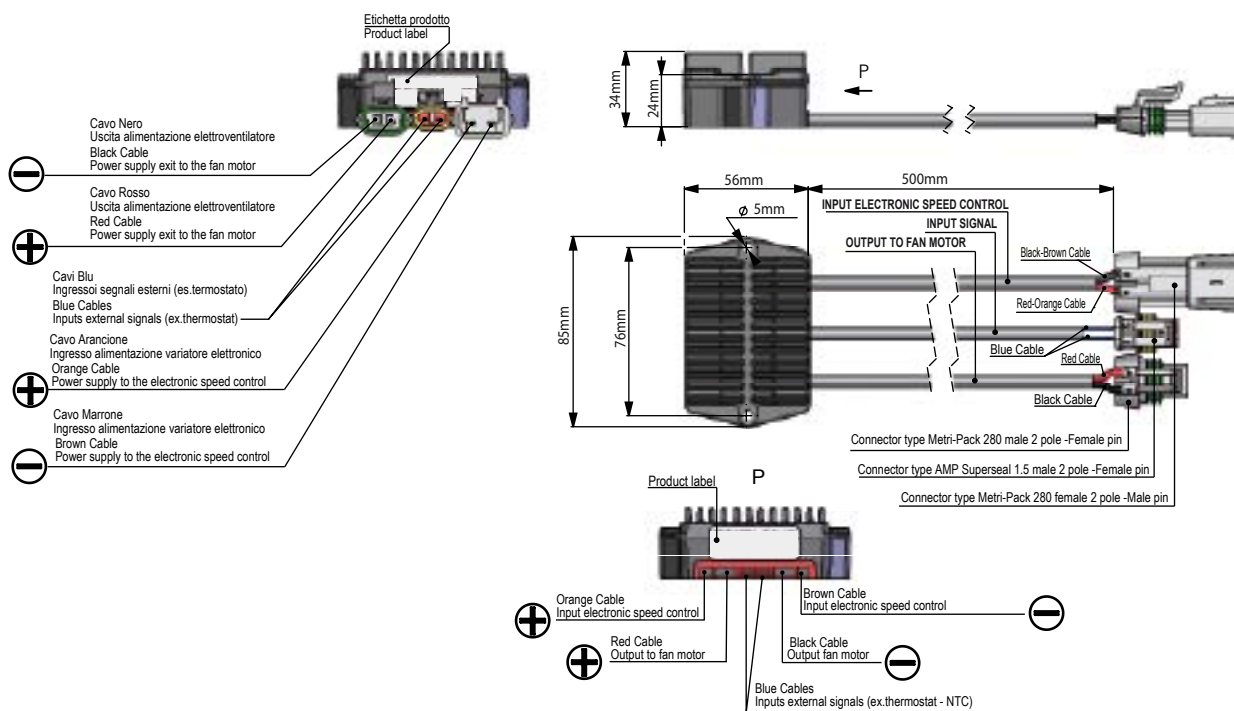 Etichetta prodotto
Product label
Cavo Nero
Uscita alimentazione elettroventilatore
Black Cable
Power supply exit to the fan motor
Cavo Rosso
Uscita alimentazione elettroventilatore
Red Cable
Power supply exit to the fan motor
Cavi Blu
Ingressoi segnali esterni (es.termostato)
Blue Cables
Inputs external signals (ex.thermostat)
Cavo Arancione
Ingresso alimentazione variatore elettronico
Orange Cable
Power supply to the electronic speed control
Cavo Marrone
Ingresso alimentazione variatore elettronico
Brown Cable
Power supply to the electronic speed control
34mm
24mm
P
56mm
500mm
ø 5mm
INPUT ELECTRONIC SPEED CONTROL
INPUT SIGNAL
OUTPUT TO FAN MOTOR
85mm
76mm
Black-Brown Cable
Red-Orange Cable
Blue Cable
Red Cable
Black Cable
Connector type Metri-Pack 280 male 2 pole -Female pin
Connector type AMP Superseal 1.5 male 2 pole -Female pin
Connector type Metri-Pack 280 female 2 pole -Male pin
P
Product label
Orange Cable
Input electronic speed control
Red Cable
Output to fan motor
Brown Cable
Input electronic speed control
Black Cable
Output fan motor
Blue Cables
Inputs external signals (ex.thermostat - NTC)